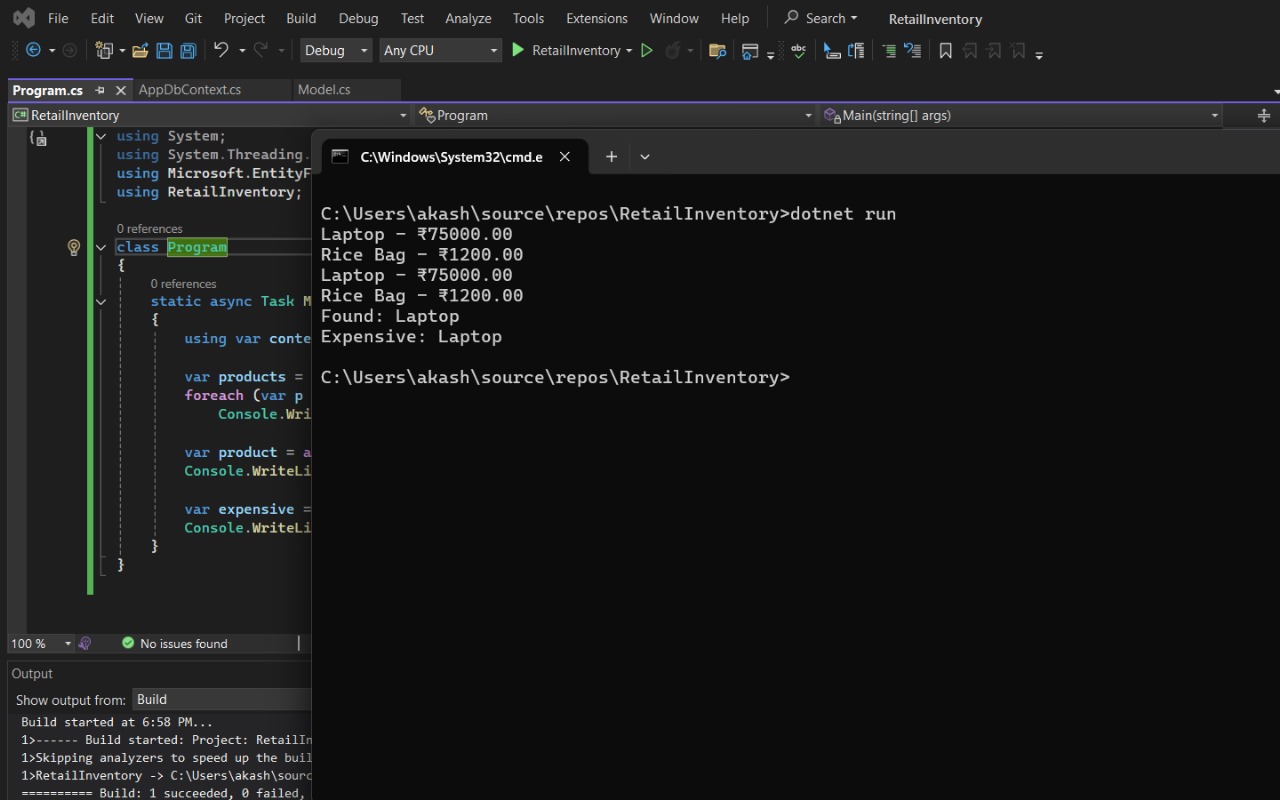 File Edit View Git Project Build Debug Test Analyze Tools Extensions Window Help Search RetailInventory
Debug Any CPU RetailInventory
Program.cs AppDbContext.cs Model.cs
RetailInventory Program Main(string[] args)
using System;
using System.Threading.
using Microsoft.EntityF
using RetailInventory;
0 references
class Program
{
0 references
static async Task M
{
using var conte
var products =
foreach (var p
Console.Wri
var product = a
Console.WriteLi
var expensive =
Console.WriteLi
}
}
100 % No issues found
Output
Show output from: Build
Build started at 6:58 PM...
1>------ Build started: Project: RetailIn
1>Skipping analyzers to speed up the buil
1>RetailInventory -> C:\Users\akash\sourc
========== Build: 1 succeeded, 0 failed,
C:\Windows\System32\cmd.e
C:\Users\akash\source\repos\RetailInventory>dotnet run
Laptop - ₹75000.00
Rice Bag - ₹1200.00
Laptop - ₹75000.00
Rice Bag - ₹1200.00
Found: Laptop
Expensive: Laptop
C:\Users\akash\source\repos\RetailInventory>